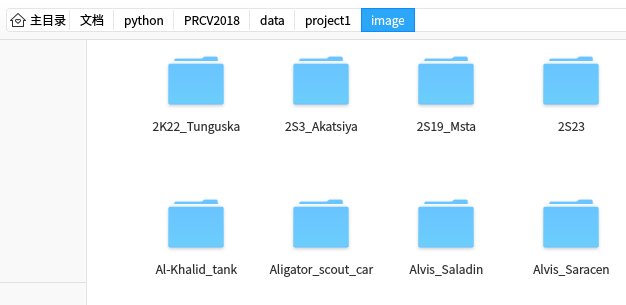 主目录 文档 python PRCV2018 data project1 image
2K22_Tunguska 2S3_Akatsiya 2S19_Msta 2S23
Al-Khalid_tank Aligator_scout_car Alvis_Saladin Alvis_Saracen